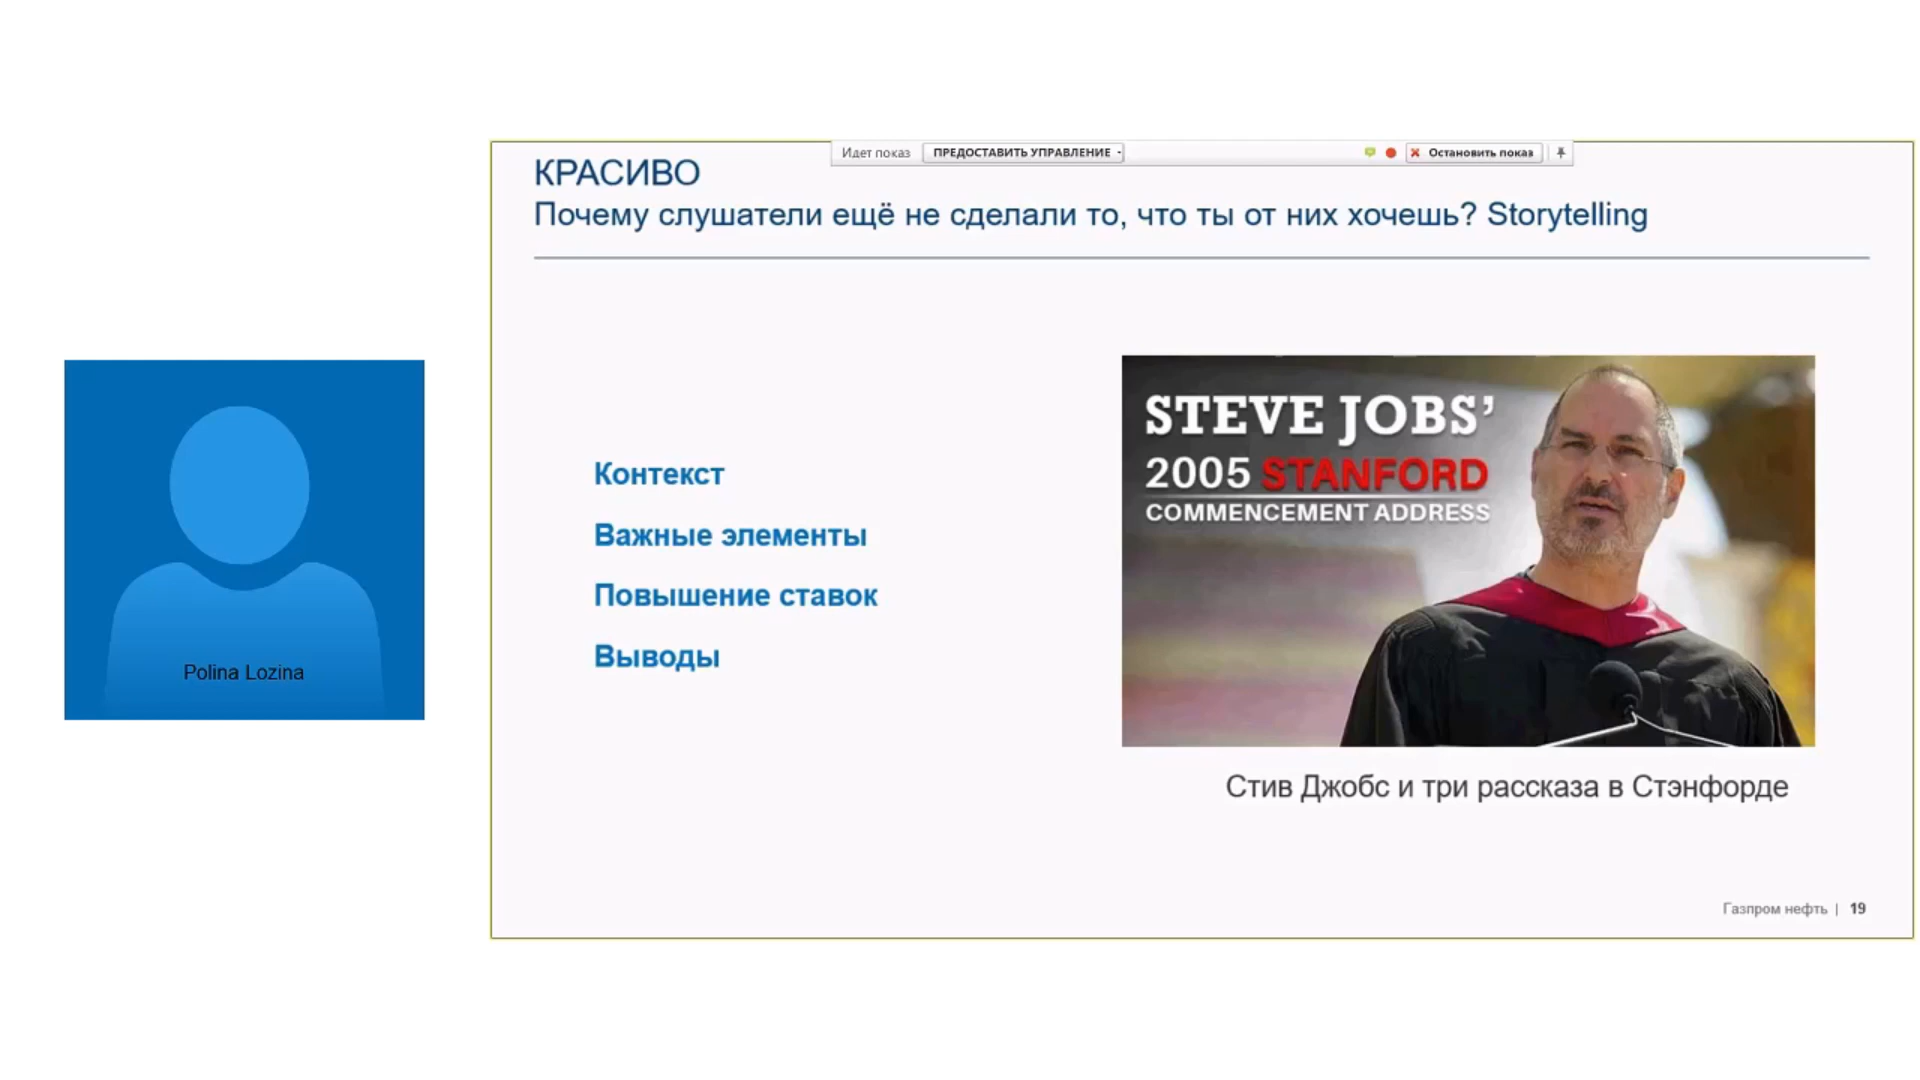 Идет показ
ПРЕДОСТАВИТЬ УПРАВЛЕНИЕ
Остановить показ
КРАСИВО
Почему слушатели ещё не сделали то, что ты от них хочешь? Storytelling
Polina Lozina
Контекст
Важные элементы
Повышение ставок
Выводы
STEVE JOBS’
2005 STANFORD
COMMENCEMENT ADDRESS
Стив Джобс и три рассказа в Стэнфорде
Газпром нефть | 19